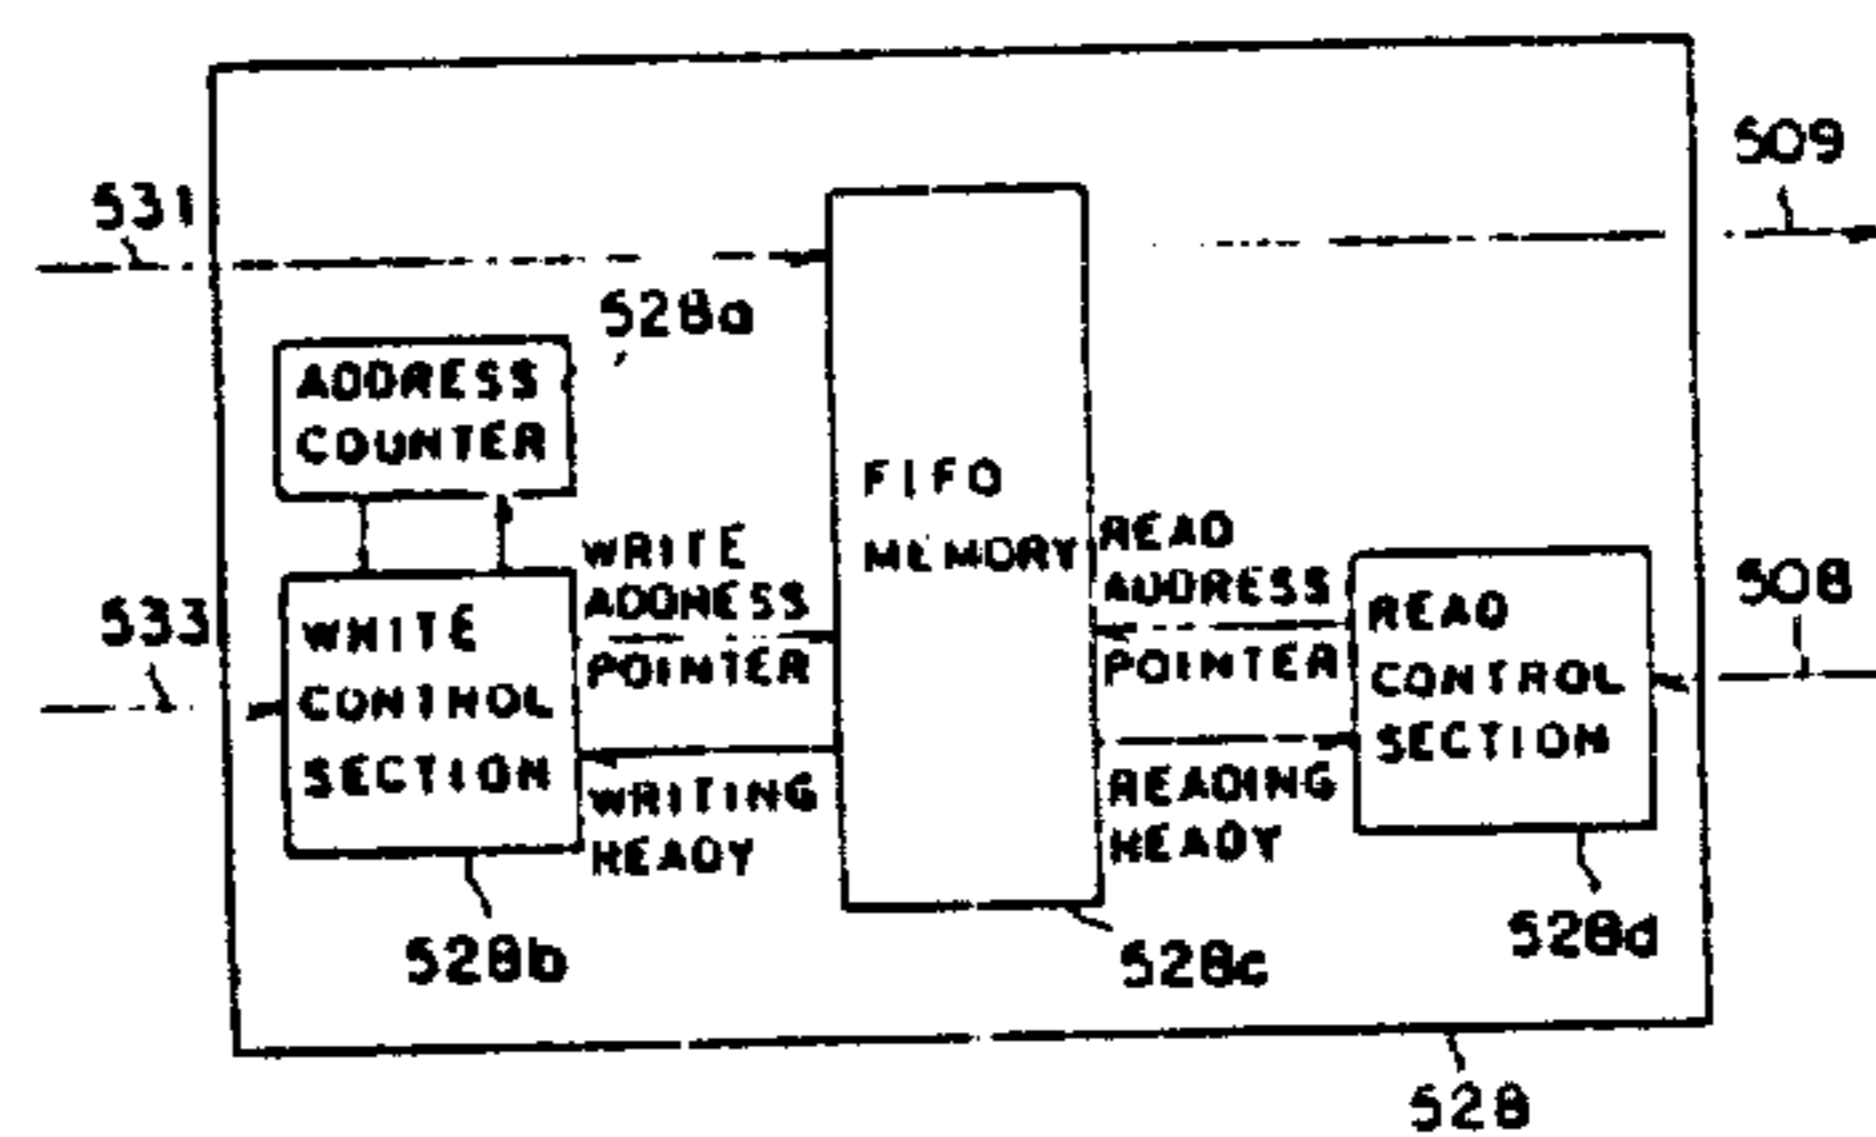 509
531
528a
ADDRESS
COUNTER
FIFO
MEMORY
WRITE
ADDRESS
POINTER
READ
ADDRESS
POINTER
533
WRITE
CONTROL
SECTION
READ
CONTROL
SECTION
508
WRITING
READY
READING
READY
528b
528c
528d
528